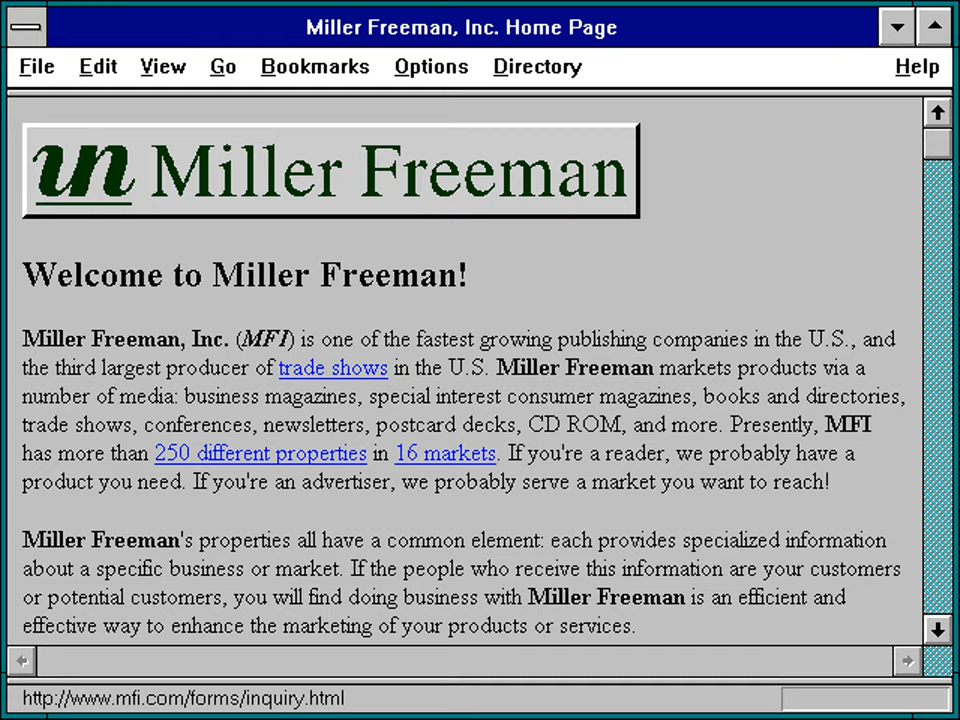 Miller Freeman, Inc. Home Page
File Edit View Go Bookmarks Options Directory Help
un Miller Freeman
Welcome to Miller Freeman!
Miller Freeman, Inc. (MFI) is one of the fastest growing publishing companies in the U.S., and
the third largest producer of trade shows in the U.S. Miller Freeman markets products via a
number of media: business magazines, special interest consumer magazines, books and directories,
trade shows, conferences, newsletters, postcard decks, CD ROM, and more. Presently, MFI
has more than 250 different properties in 16 markets. If you're a reader, we probably have a
product you need. If you're an advertiser, we probably serve a market you want to reach!
Miller Freeman's properties all have a common element: each provides specialized information
about a specific business or market. If the people who receive this information are your customers
or potential customers, you will find doing business with Miller Freeman is an efficient and
effective way to enhance the marketing of your products or services.
http://www.mfi.com/forms/inquiry.html